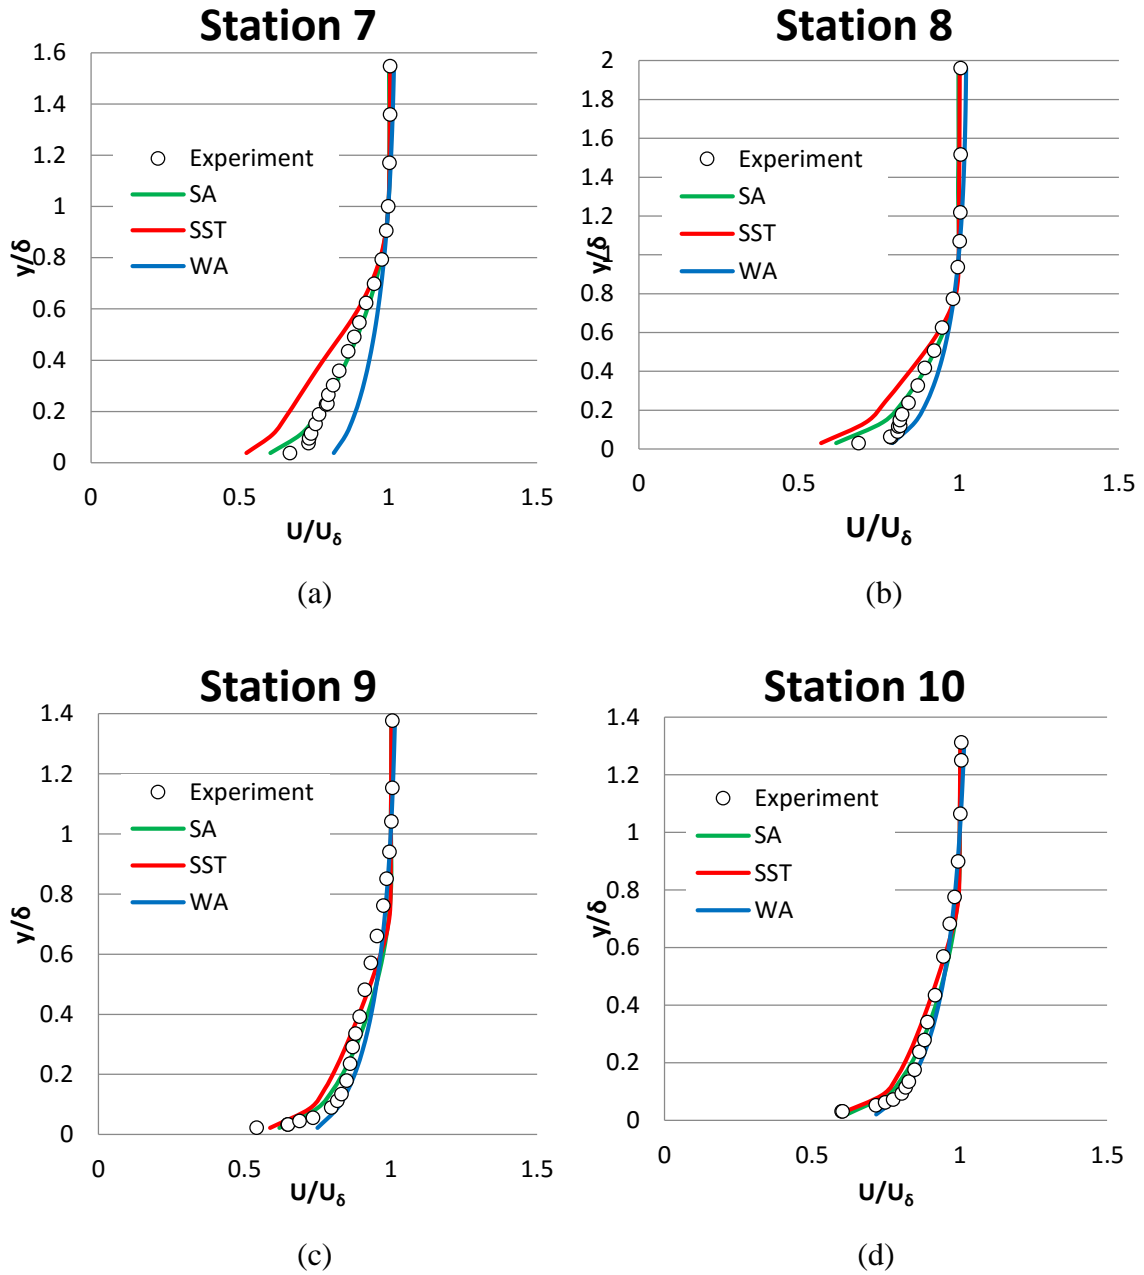 Station 7
1.6
1.4
1.2
1
0.8
0.6
0.4
0.2
0
y/δ
Experiment
SA
SST
WA
0 0.5 1 1.5
U/Uδ
(a)
Station 8
2
1.8
1.6
1.4
1.2
1
0.8
0.6
0.4
0.2
0
y/δ
Experiment
SA
SST
WA
0 0.5 1 1.5
U/Uδ
(b)
Station 9
1.4
1.2
1
0.8
0.6
0.4
0.2
0
y/δ
Experiment
SA
SST
WA
0 0.5 1 1.5
U/Uδ
(c)
Station 10
1.4
1.2
1
0.8
0.6
0.4
0.2
0
y/δ
Experiment
SA
SST
WA
0 0.5 1 1.5
U/Uδ
(d)